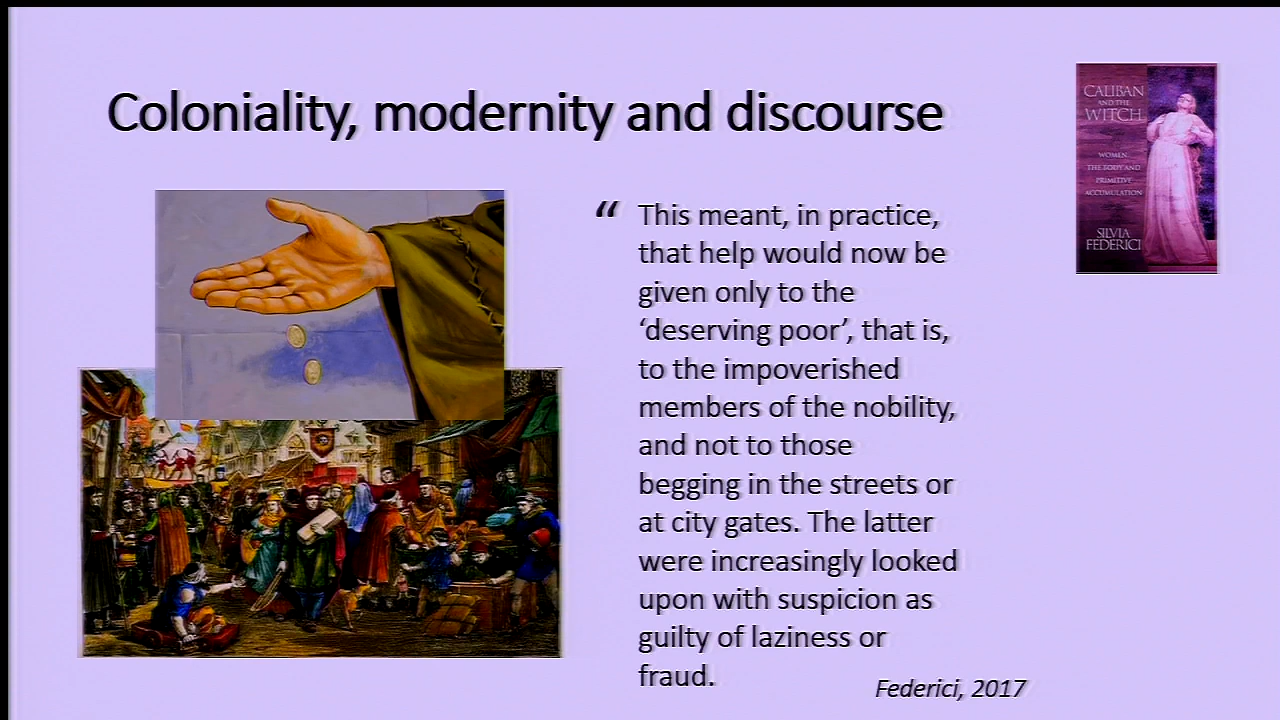 Coloniality, modernity and discourse
CALIBAN
AND THE
WITCH
WOMEN
THE BODY AND
PRIMITIVE
ACCUMULATION
SILVIA
FEDERICI
“ This meant, in practice,
that help would now be
given only to the
‘deserving poor’, that is,
to the impoverished
members of the nobility,
and not to those
begging in the streets or
at city gates. The latter
were increasingly looked
upon with suspicion as
guilty of laziness or
fraud.
Federici, 2017